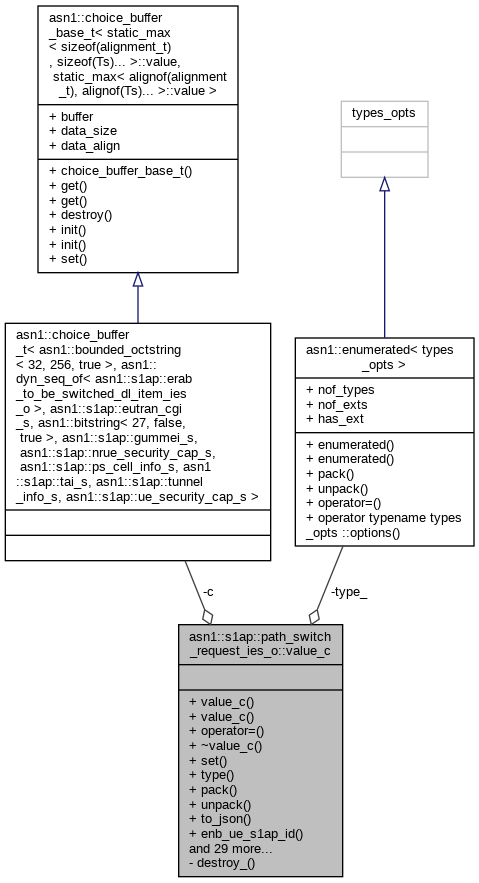 asn1::choice_buffer
_base_t< static_max
< sizeof(alignment_t)
, sizeof(Ts)... >::value,
static_max< alignof(alignment
_t), alignof(Ts)... >::value >
+ buffer
+ data_size
+ data_align
+ choice_buffer_base_t()
+ get()
+ get()
+ destroy()
+ init()
+ init()
+ set()
types_opts
asn1::choice_buffer
_t< asn1::bounded_octstring
< 32, 256, true >, asn1::
dyn_seq_of< asn1::s1ap::erab
_to_be_switched_dl_item_ies
_o >, asn1::s1ap::eutran_cgi
_s, asn1::bitstring< 27, false,
true >, asn1::s1ap::gummei_s,
asn1::s1ap::nrue_security_cap_s,
asn1::s1ap::ps_cell_info_s, asn1
::s1ap::tai_s, asn1::s1ap::tunnel
_info_s, asn1::s1ap::ue_security_cap_s >
asn1::enumerated< types
_opts >
+ nof_types
+ nof_exts
+ has_ext
+ enumerated()
+ enumerated()
+ pack()
+ unpack()
+ operator=()
+ operator typename types
_opts ::options()
-c
-type_
asn1::s1ap::path_switch
_request_ies_o::value_c
+ value_c()
+ value_c()
+ operator=()
+ ~value_c()
+ set()
+ type()
+ pack()
+ unpack()
+ to_json()
+ enb_ue_s1ap_id()
and 29 more...
- destroy_()